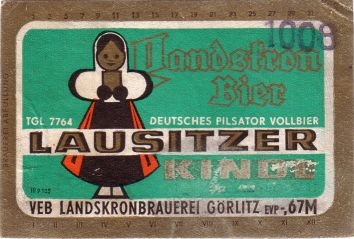 1008
Landskron
Bier
TGL 7764 DEUTSCHES PILSATOR VOLLBIER
LAUSITZER
KINDL
VEB LANDSKRONBRAUEREI GÖRLITZ EVP -,67M